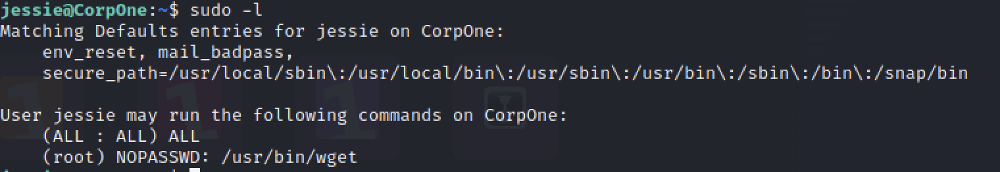 jessie@CorpOne:~$ sudo -l
Matching Defaults entries for jessie on CorpOne:
    env_reset, mail_badpass,
    secure_path=/usr/local/sbin\:/usr/local/bin\:/usr/sbin\:/usr/bin\:/sbin\:/bin\:/snap/bin

User jessie may run the following commands on CorpOne:
    (ALL : ALL) ALL
    (root) NOPASSWD: /usr/bin/wget